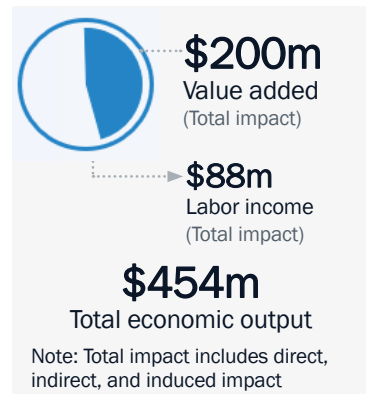 $200m
Value added
(Total impact)
$88m
Labor income
(Total impact)
$454m
Total economic output
Note: Total impact includes direct,
indirect, and induced impact